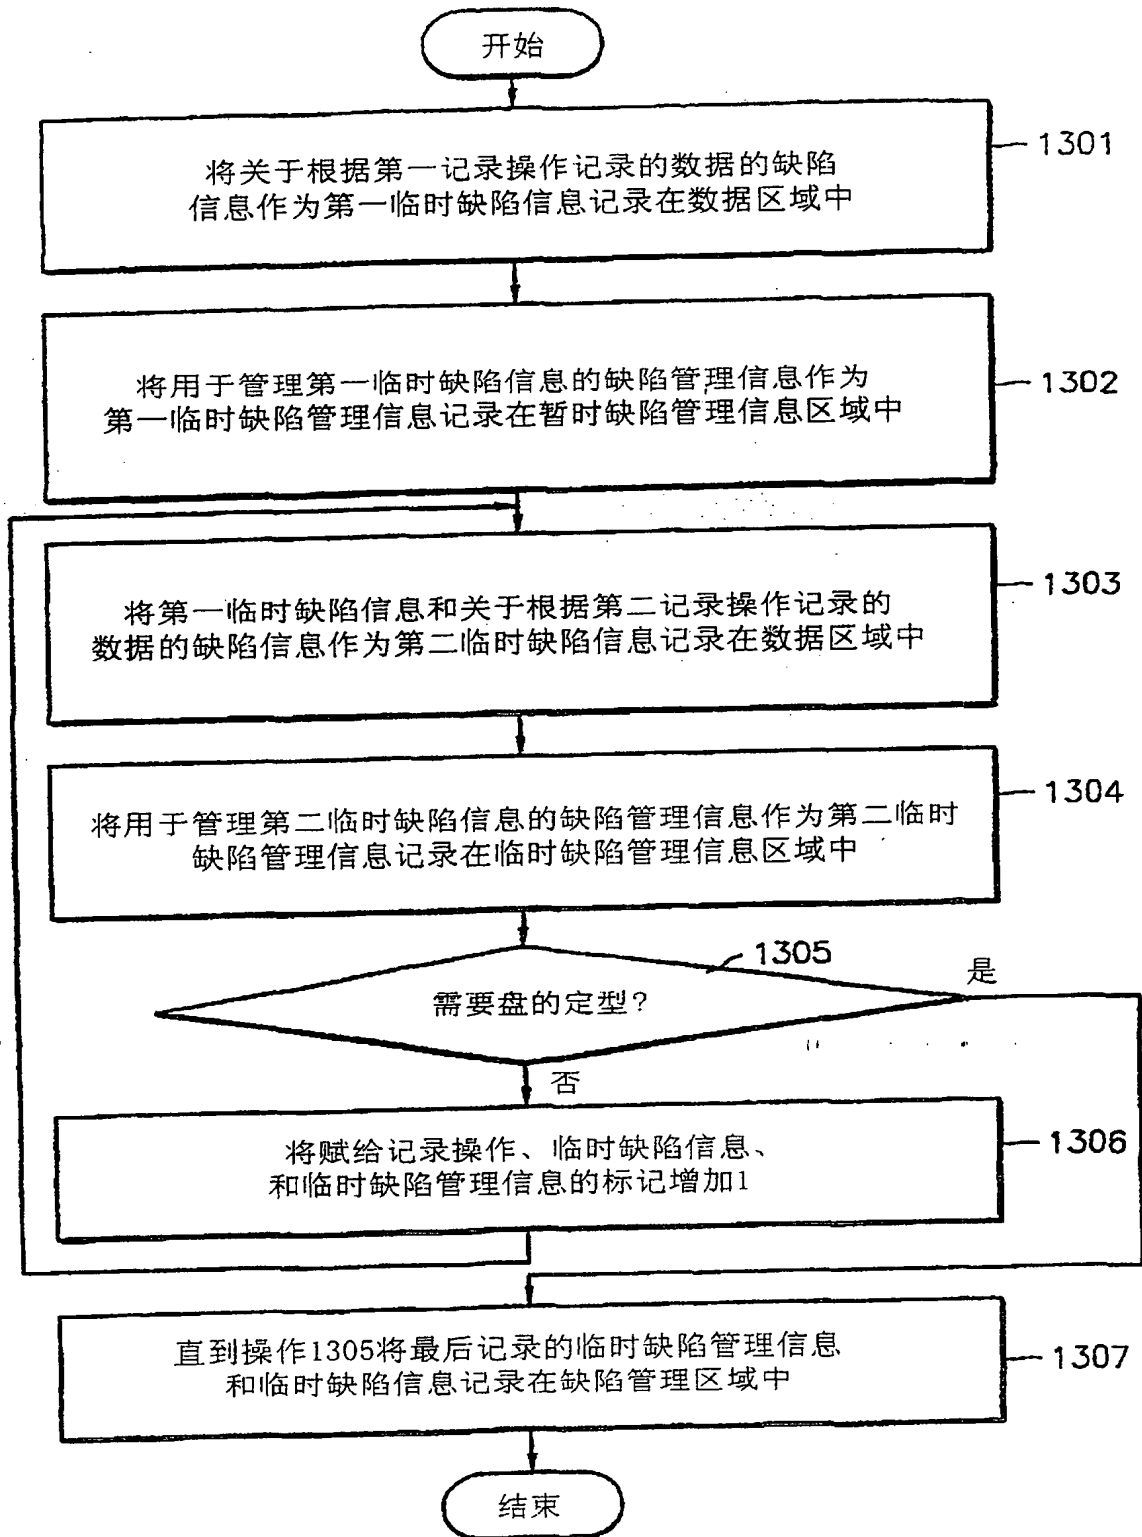 开始
将关于根据第一记录操作记录的数据的缺陷
信息作为第一临时缺陷信息记录在数据区域中
1301
将用于管理第一临时缺陷信息的缺陷管理信息作为
第一临时缺陷管理信息记录在暂时缺陷管理信息区域中
1302
将第一临时缺陷信息和关于根据第二记录操作记录的
数据的缺陷信息作为第二临时缺陷信息记录在数据区域中
1303
将用于管理第二临时缺陷信息的缺陷管理信息作为第二临时
缺陷管理信息记录在临时缺陷管理信息区域中
1304
1305
需要盘的定型?
是
否
将赋给记录操作、临时缺陷信息、
和临时缺陷管理信息的标记增加1
1306
直到操作1305将最后记录的临时缺陷管理信息
和临时缺陷信息记录在缺陷管理区域中
1307
结束